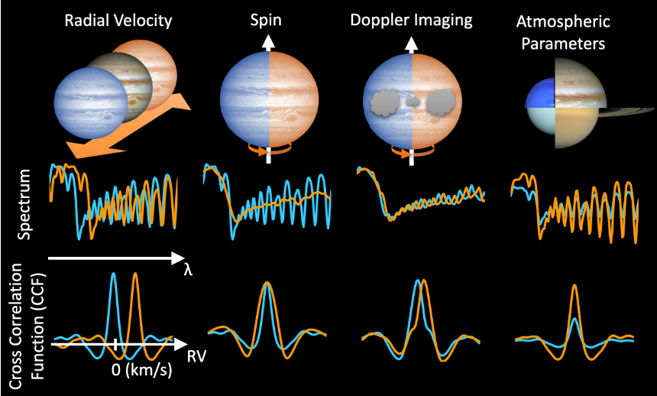 Radial Velocity
Spin
Doppler Imaging
Atmospheric
Parameters
Spectrum
λ
Cross Correlation
Function (CCF)
0 (km/s)
RV